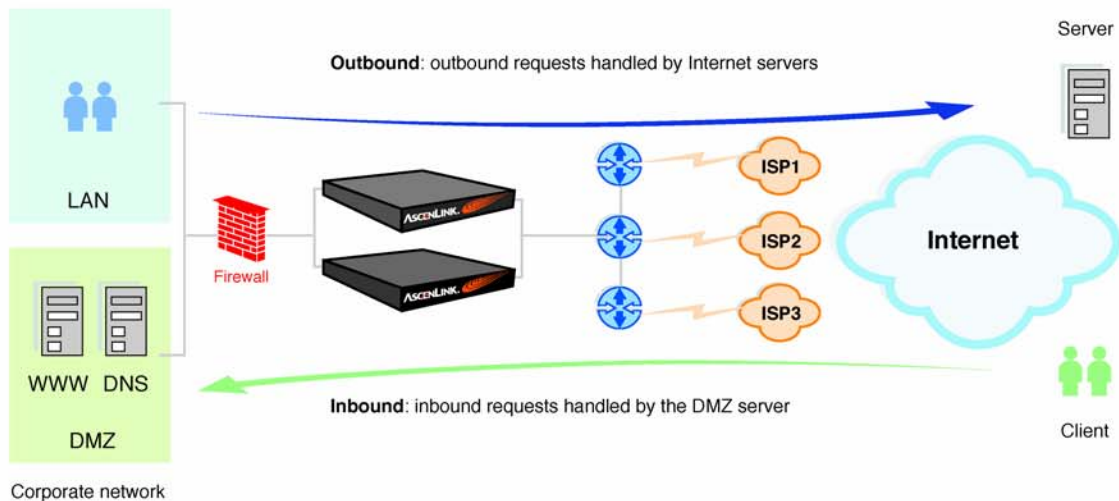 Server
Outbound: outbound requests handled by Internet servers
LAN
ISP1
ASCENLINK.
Firewall
ISP2
Internet
ASCENLINK.
ISP3
WWW DNS
DMZ
Inbound: inbound requests handled by the DMZ server
Client
Corporate network